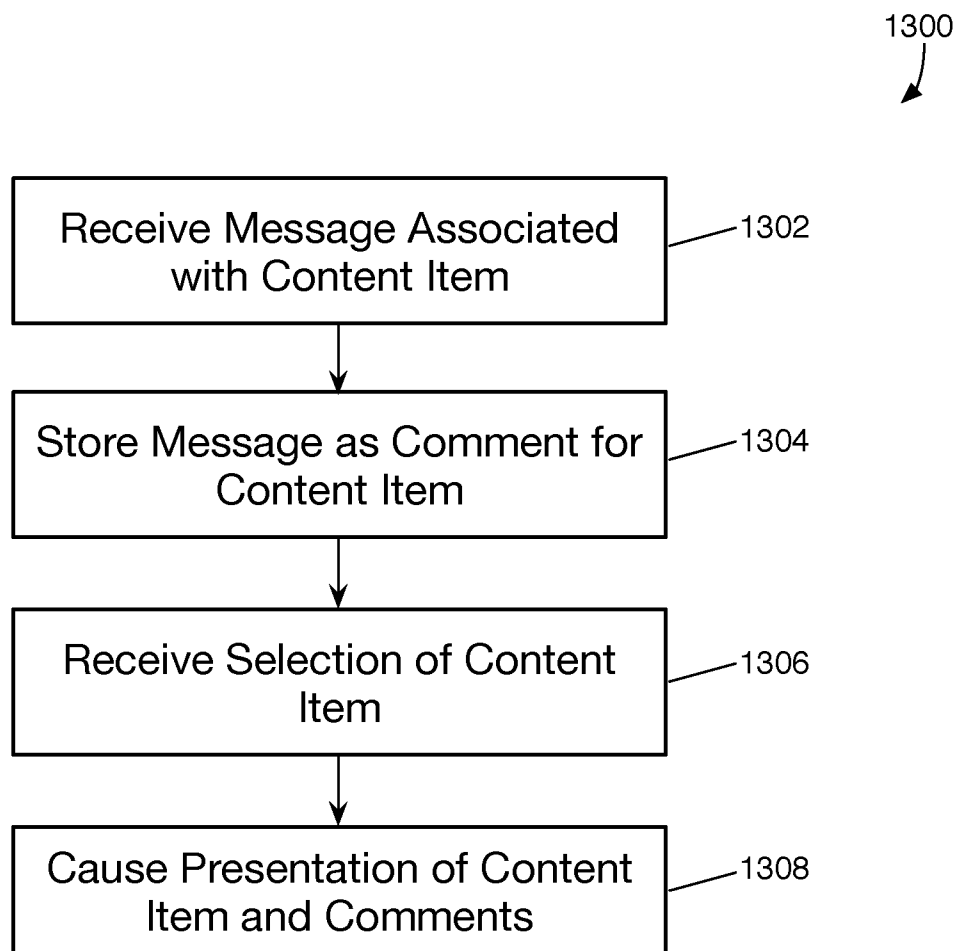 1300
Receive Message Associated
with Content Item
1302
Store Message as Comment for
Content Item
1304
Receive Selection of Content
Item
1306
Cause Presentation of Content
Item and Comments
1308